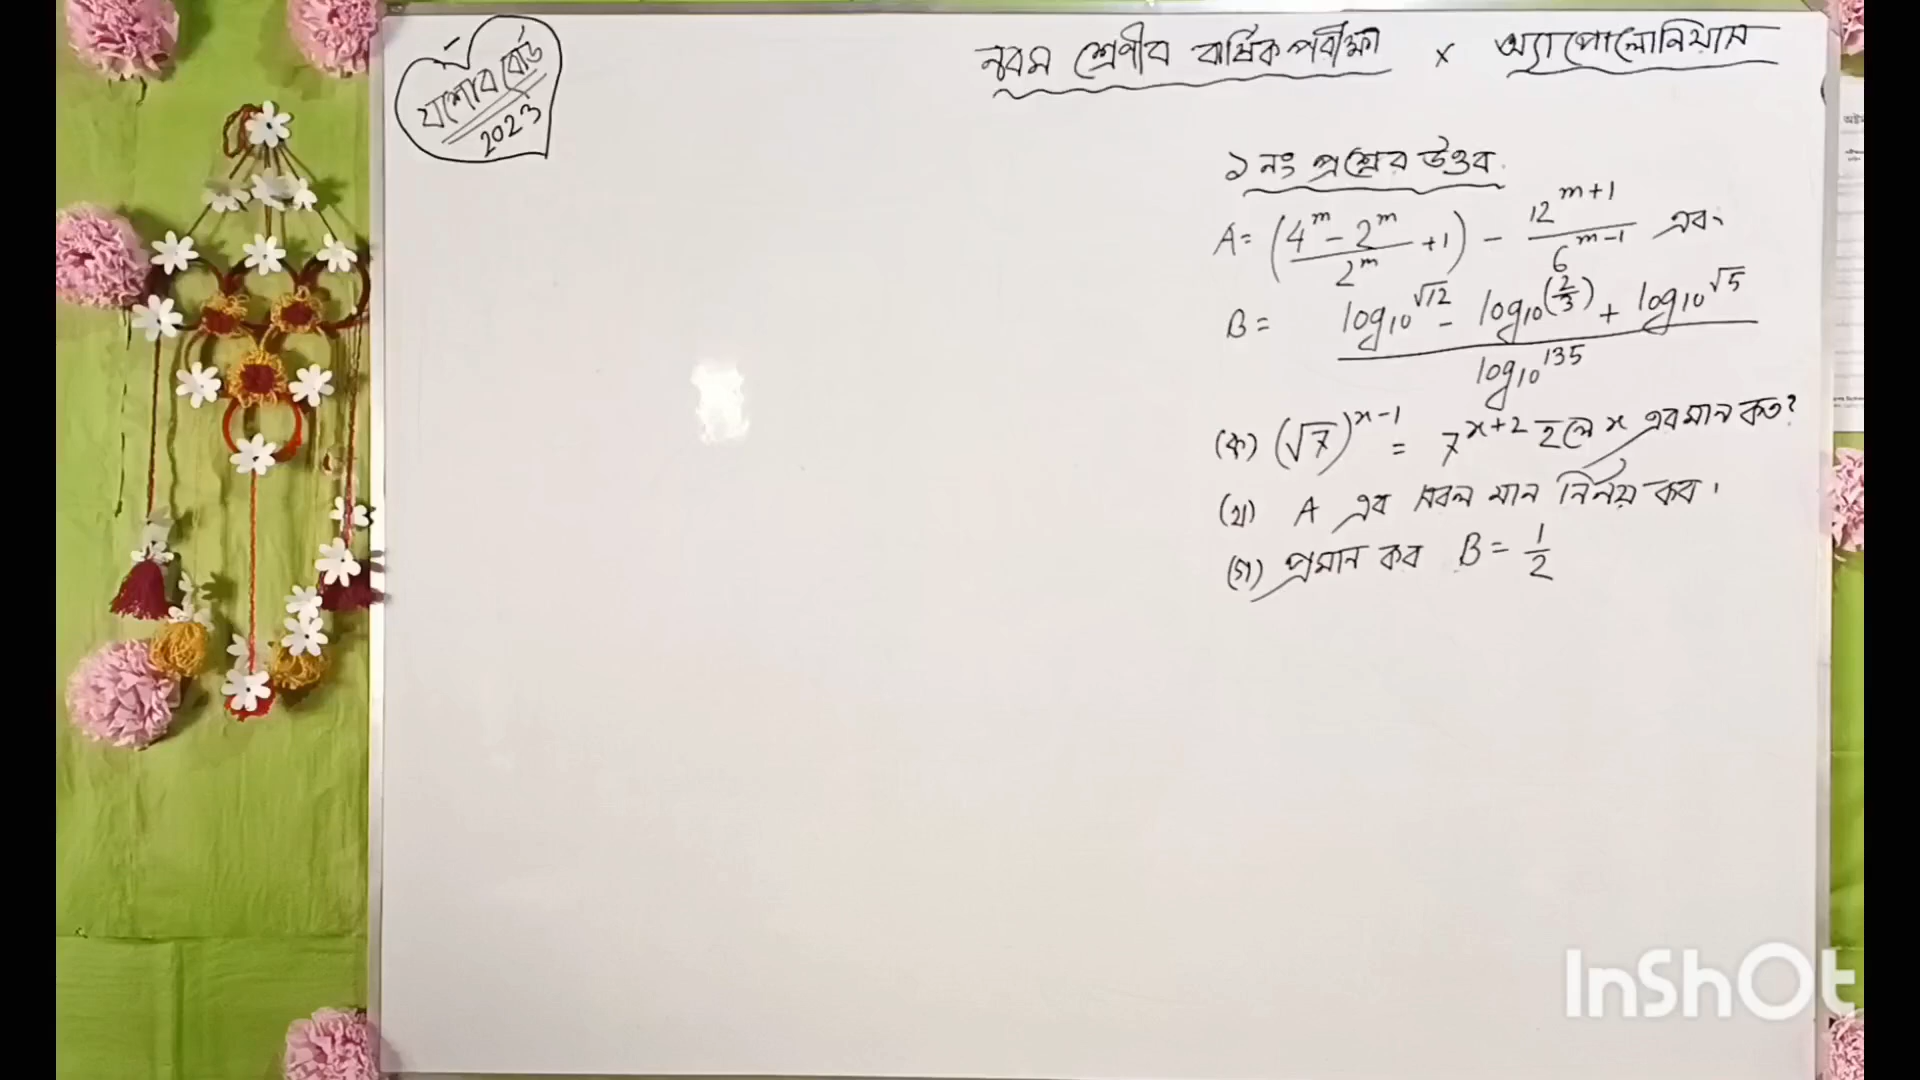 যশোর বোর্ড
2023
নবম শ্রেণীর বার্ষিক পরীক্ষা × অ্যাপোলোনিয়াস
১ নং প্রশ্নের উত্তর.
A = (4^m - 2^m / 2^m + 1) - 12^(m+1) / 6^(m-1) এবং
B = log10^√12 - log10^(2/3) + log10^√5 / log10^135
(ক) (√7)^(x-1) = 7^(x+2) হলে x এর মান কত?
(খ) A এর সরল মান নির্নয় কর।
(গ) প্রমান কর B = 1/2
InShOt